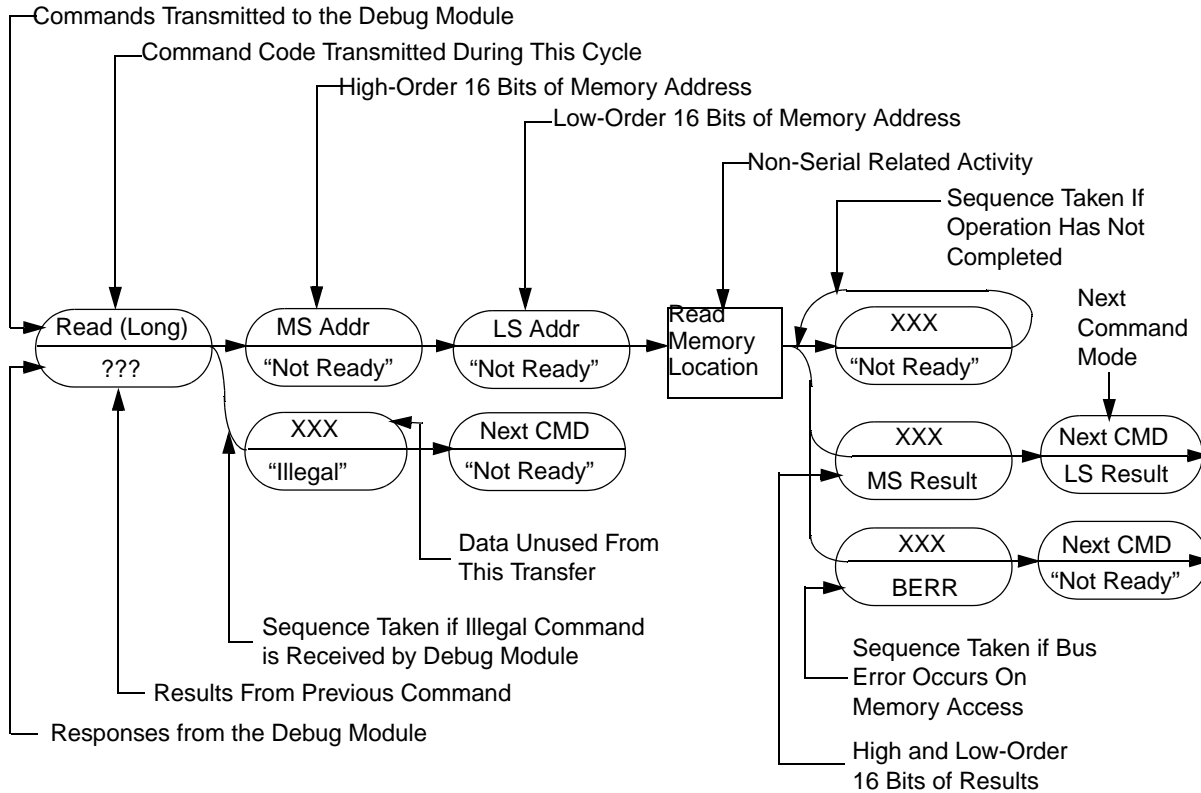 Commands Transmitted to the Debug Module
Command Code Transmitted During This Cycle
High-Order 16 Bits of Memory Address
Low-Order 16 Bits of Memory Address
Non-Serial Related Activity
Sequence Taken If
Operation Has Not
Completed
Next
Command
Mode
Read (Long)
???
MS Addr
“Not Ready”
LS Addr
“Not Ready”
Read
Memory
Location
XXX
“Not Ready”
XXX
“Illegal”
Next CMD
“Not Ready”
XXX
MS Result
Next CMD
LS Result
XXX
BERR
Next CMD
“Not Ready”
Data Unused From
This Transfer
Sequence Taken if Illegal Command
is Received by Debug Module
Results From Previous Command
Responses from the Debug Module
Sequence Taken if Bus
Error Occurs On
Memory Access
High and Low-Order
16 Bits of Results